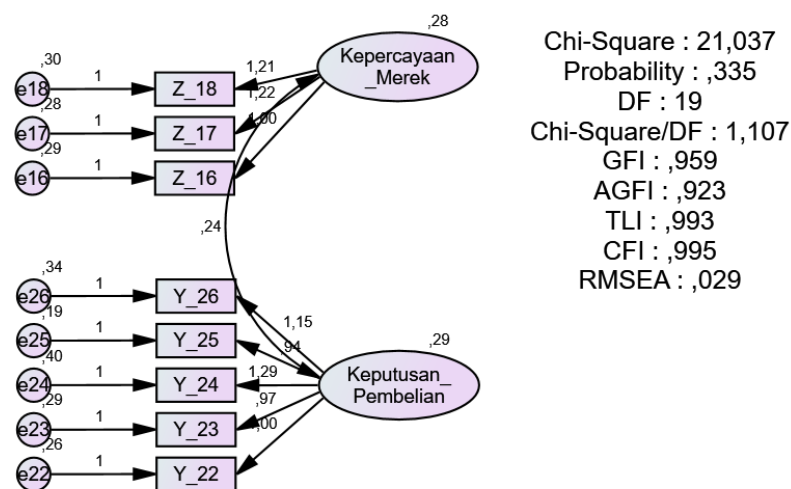 ,28
Kepercayaan
_Merek
,30
e18
1
Z_18
1,21
,28
e17
1
Z_17
1,22
,29
e16
1
Z_16
1,00
,24
,34
e26
1
Y_26
1,15
,19
e25
1
Y_25
,94
,40
e24
1
Y_24
1,29
,29
e23
1
Y_23
,97
,26
e22
1
Y_22
1,00
,29
Keputusan_
Pembelian
Chi-Square : 21,037
Probability : ,335
DF : 19
Chi-Square/DF : 1,107
GFI : ,959
AGFI : ,923
TLI : ,993
CFI : ,995
RMSEA : ,029